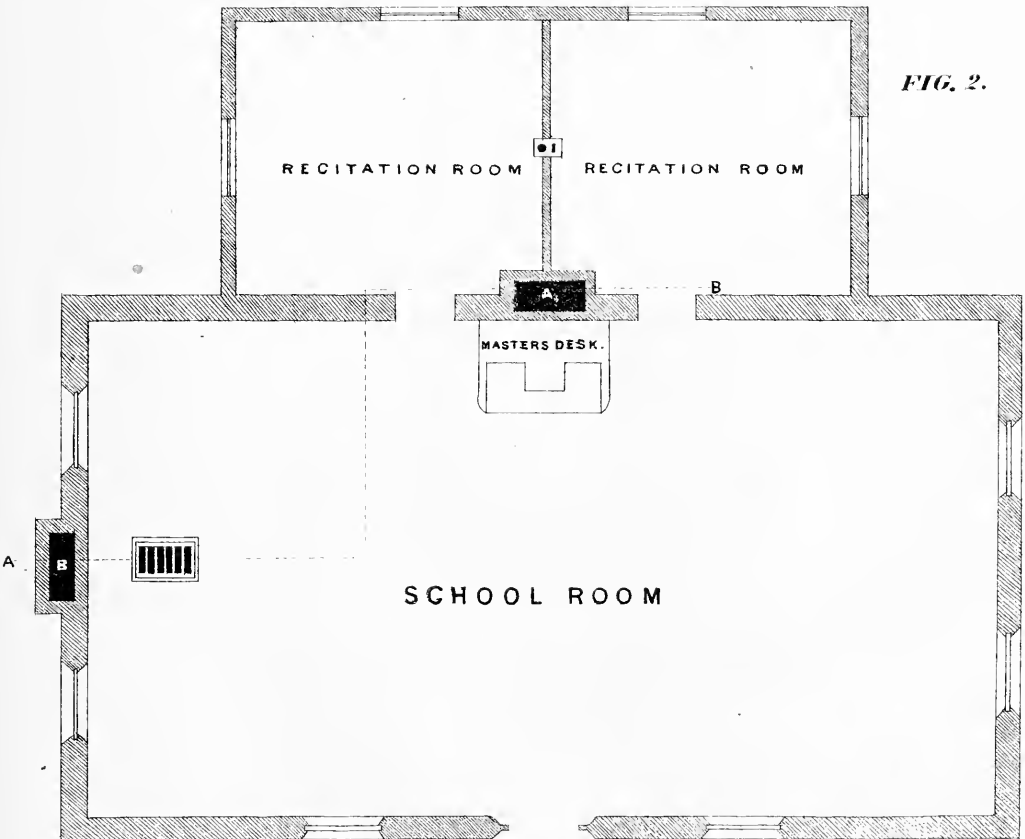 FIG. 2.
RECITATION ROOM
1
RECITATION ROOM
A
B
MASTERS DESK.
A
B
SCHOOL ROOM